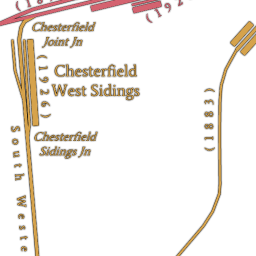 Chesterfield
Joint Jn
(1926)
Chesterfield
West Sidings
(1883)
Chesterfield
Sidings Jn
South Weste